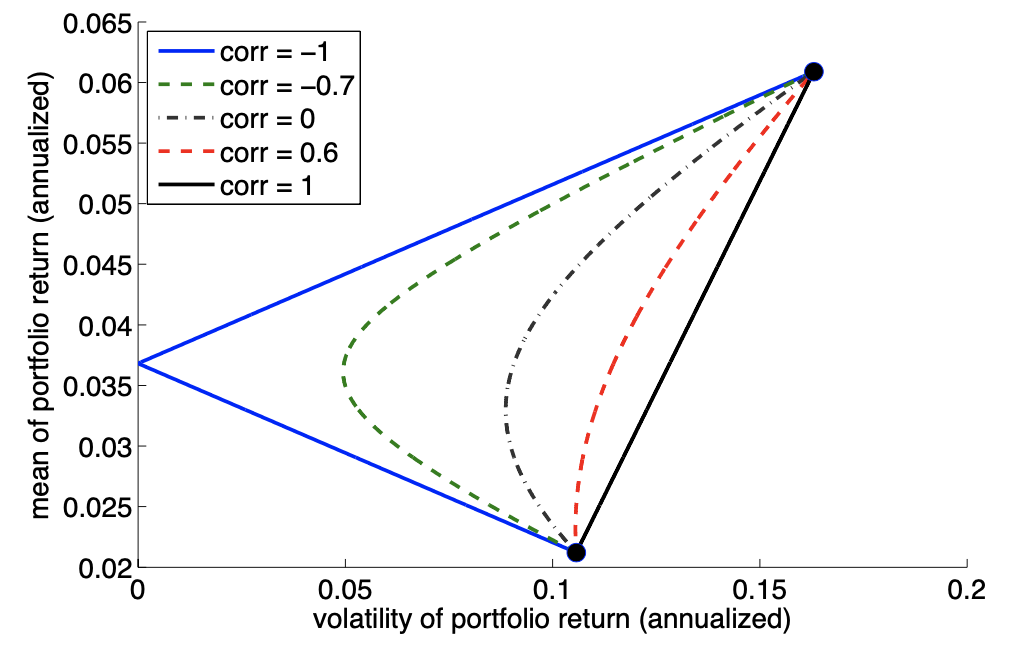 0.065
0.06
0.055
0.05
0.045
0.04
0.035
0.03
0.025
0.02
mean of portfolio return (annualized)
corr = −1
corr = −0.7
corr = 0
corr = 0.6
corr = 1
0
0.05
0.1
0.15
0.2
volatility of portfolio return (annualized)